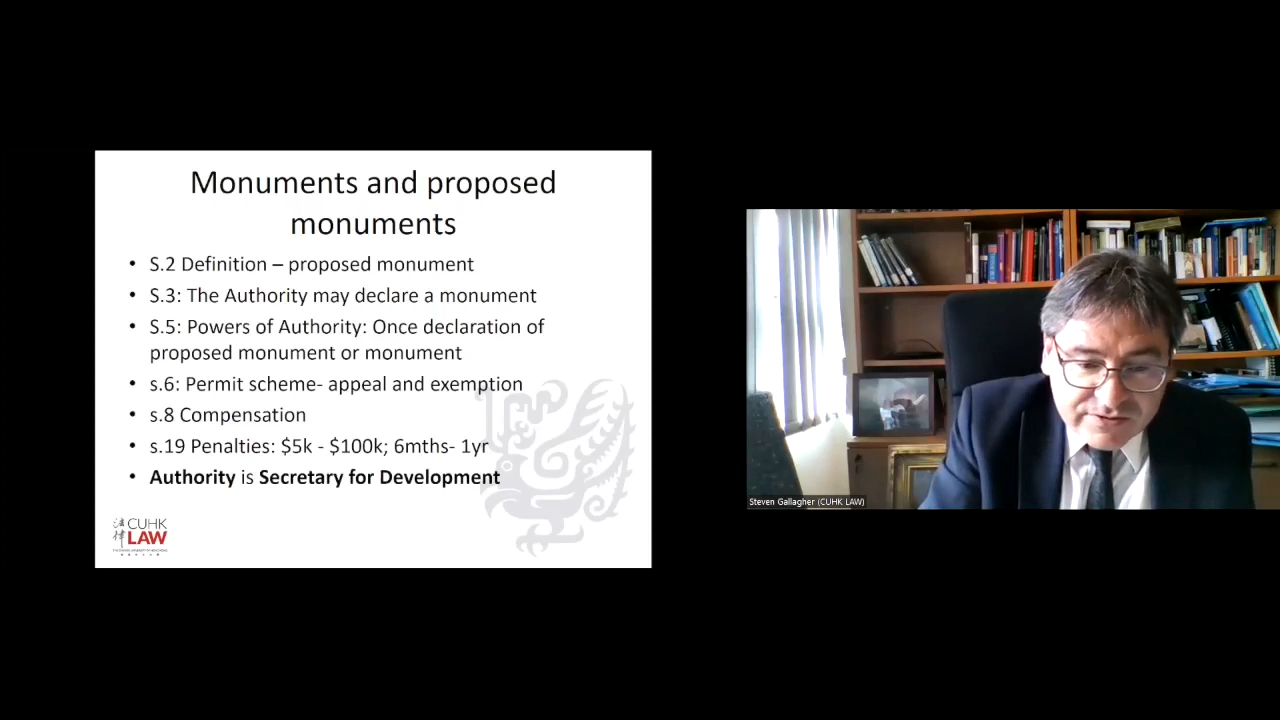 Monuments and proposed
monuments
• S.2 Definition – proposed monument
• S.3: The Authority may declare a monument
• S.5: Powers of Authority: Once declaration of
proposed monument or monument
• s.6: Permit scheme- appeal and exemption
• s.8 Compensation
• s.19 Penalties: $5k - $100k; 6mths- 1yr
• Authority is Secretary for Development
法律
CUHK
LAW
Steven Gallagher (CUHK LAW)